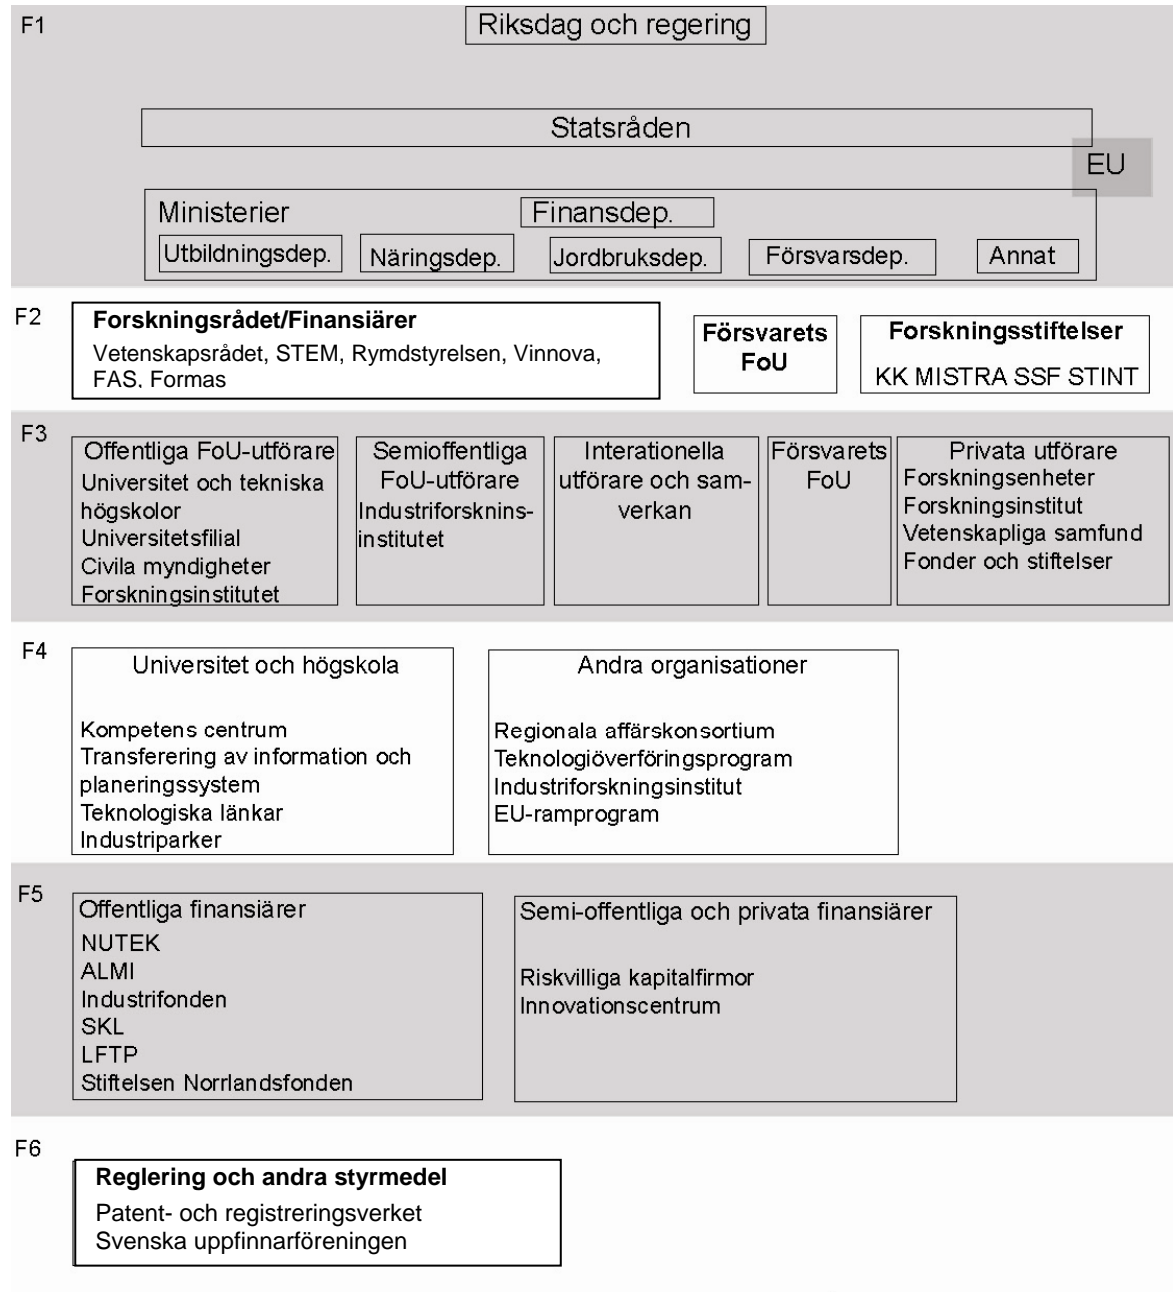 F1
Riksdag och regering
Statsråden
EU
Ministerier
Finansdep.
Utbildningsdep.
Näringsdep.
Jordbruksdep.
Försvarsdep.
Annat
F2
Forskningsrådet/Finansiärer
Vetenskapsrådet, STEM, Rymdstyrelsen, Vinnova,
FAS, Formas
Försvarets
FoU
Forskningsstiftelser
KK MISTRA SSF STINT
F3
Offentliga FoU-utförare
Universitet och tekniska
högskolor
Universitetsfilial
Civila myndigheter
Forskningsinstitutet
Semioffentliga
FoU-utförare
Industriforsknins-
institutet
Interationella
utförare och sam-
verkan
Försvarets
FoU
Privata utförare
Forskningsenheter
Forskningsinstitut
Vetenskapliga samfund
Fonder och stiftelser
F4
Universitet och högskola
Kompetens centrum
Transferering av information och
planeringssystem
Teknologiska länkar
Industriparker
Andra organisationer
Regionala affärskonsortium
Teknologiöverföringsprogram
Industriforskningsinstitut
EU-ramprogram
F5
Offentliga finansiärer
NUTEK
ALMI
Industrifonden
SKL
LFTP
Stiftelsen Norrlandsfonden
Semi-offentliga och privata finansiärer
Riskvilliga kapitalfirmor
Innovationscentrum
F6
Reglering och andra styrmedel
Patent- och registreringsverket
Svenska uppfinnarföreningen